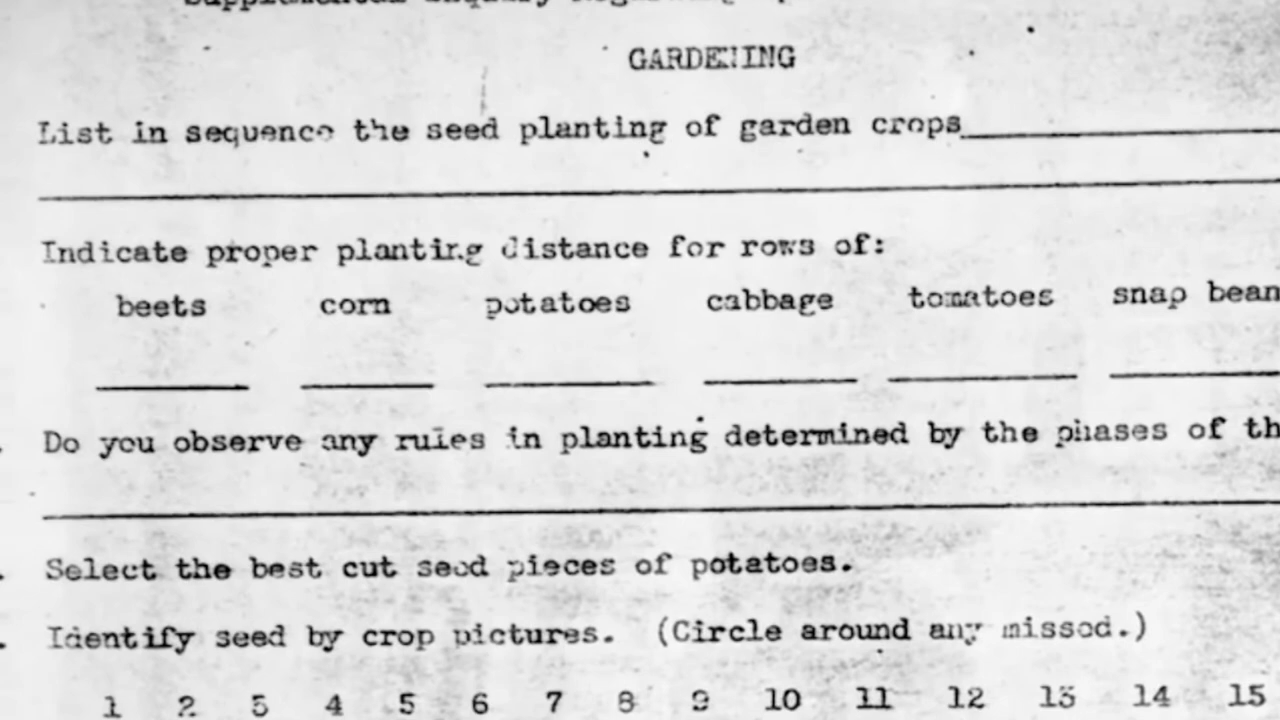 Supplemental Inquiry Regarding
GARDENING
List in sequence the seed planting of garden crops
Indicate proper planting distance for rows of:
beets corn potatoes cabbage tomatoes snap bean
Do you observe any rules in planting determined by the phases of th
Select the best cut seed pieces of potatoes.
Identify seed by crop pictures. (Circle around any missed.)
1 2 3 4 5 6 7 8 9 10 11 12 13 14 15